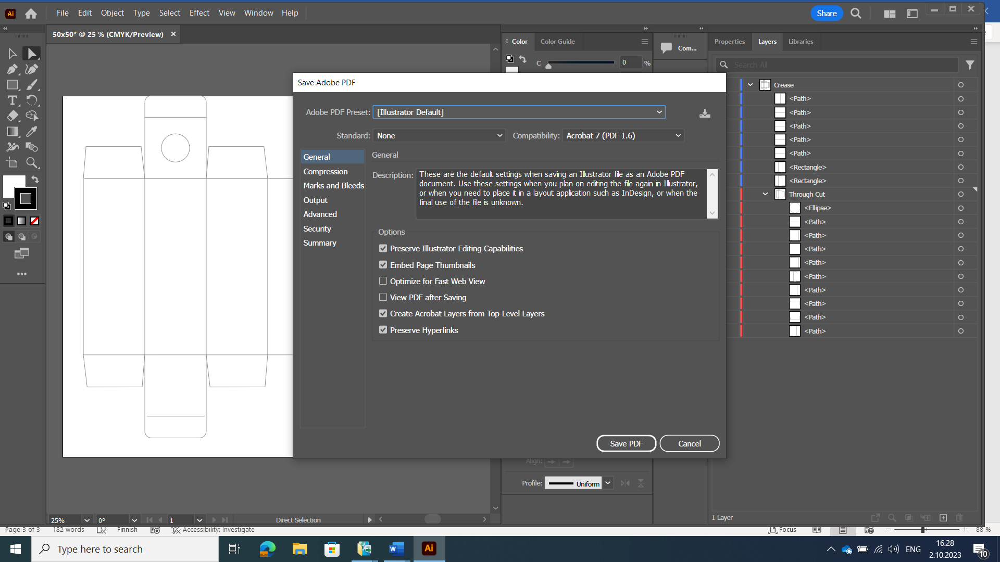 Ai File Edit Object Type Select Effect View Window Help Share
50x50* @ 25 % (CMYK/Preview) ×
Color Color Guide
C 0 %
Com...
Properties Layers Libraries
Search All
Save Adobe PDF
Adobe PDF Preset: [Illustrator Default]
Standard: None Compatibility: Acrobat 7 (PDF 1.6)
General
Compression
Marks and Bleeds
Output
Advanced
Security
Summary
General
Description: These are the default settings when saving an Illustrator file as an Adobe PDF
document. Use these settings when you plan on editing the file again in Illustrator,
or when you need to place it in a layout application such as InDesign, or when the
final use of the file is unknown.
Options
Preserve Illustrator Editing Capabilities
Embed Page Thumbnails
Optimize for Fast Web View
View PDF after Saving
Create Acrobat Layers from Top-Level Layers
Preserve Hyperlinks
Save PDF Cancel
Crease
<Path>
<Path>
<Path>
<Path>
<Path>
<Rectangle>
<Rectangle>
Through Cut
<Ellipse>
<Path>
<Path>
<Path>
<Path>
<Path>
<Path>
<Path>
<Path>
<Path>
Align:
Profile: Uniform
1 Layer
25% 0° 1 Direct Selection
Page 3 of 3 182 words Finnish Accessibility: Investigate Focus 88 %
Type here to search
Ai
ENG
16.28
2.10.2023
10